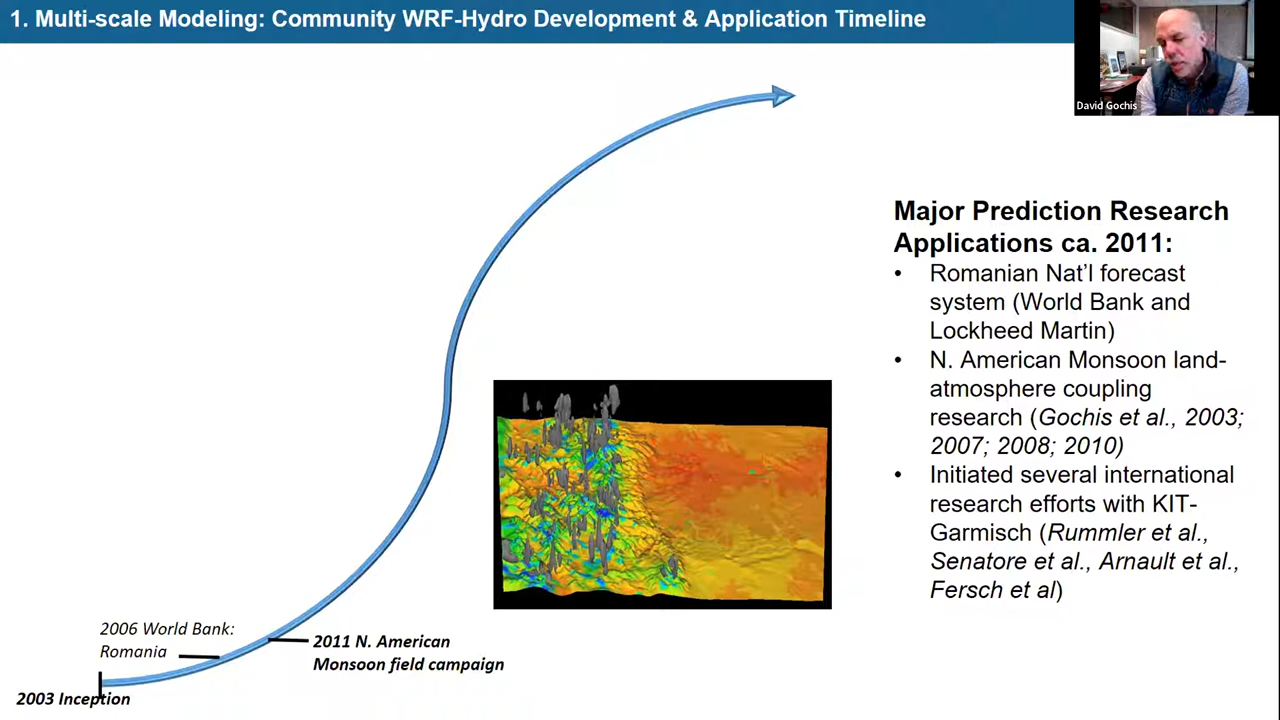 1. Multi-scale Modeling: Community WRF-Hydro Development & Application Timeline
David Gochis
Major Prediction Research
Applications ca. 2011:
• Romanian Nat’l forecast
system (World Bank and
Lockheed Martin)
• N. American Monsoon land-
atmosphere coupling
research (Gochis et al., 2003;
2007; 2008; 2010)
• Initiated several international
research efforts with KIT-
Garmisch (Rummler et al.,
Senatore et al., Arnault et al.,
Fersch et al)
2006 World Bank:
Romania
2011 N. American
Monsoon field campaign
2003 Inception